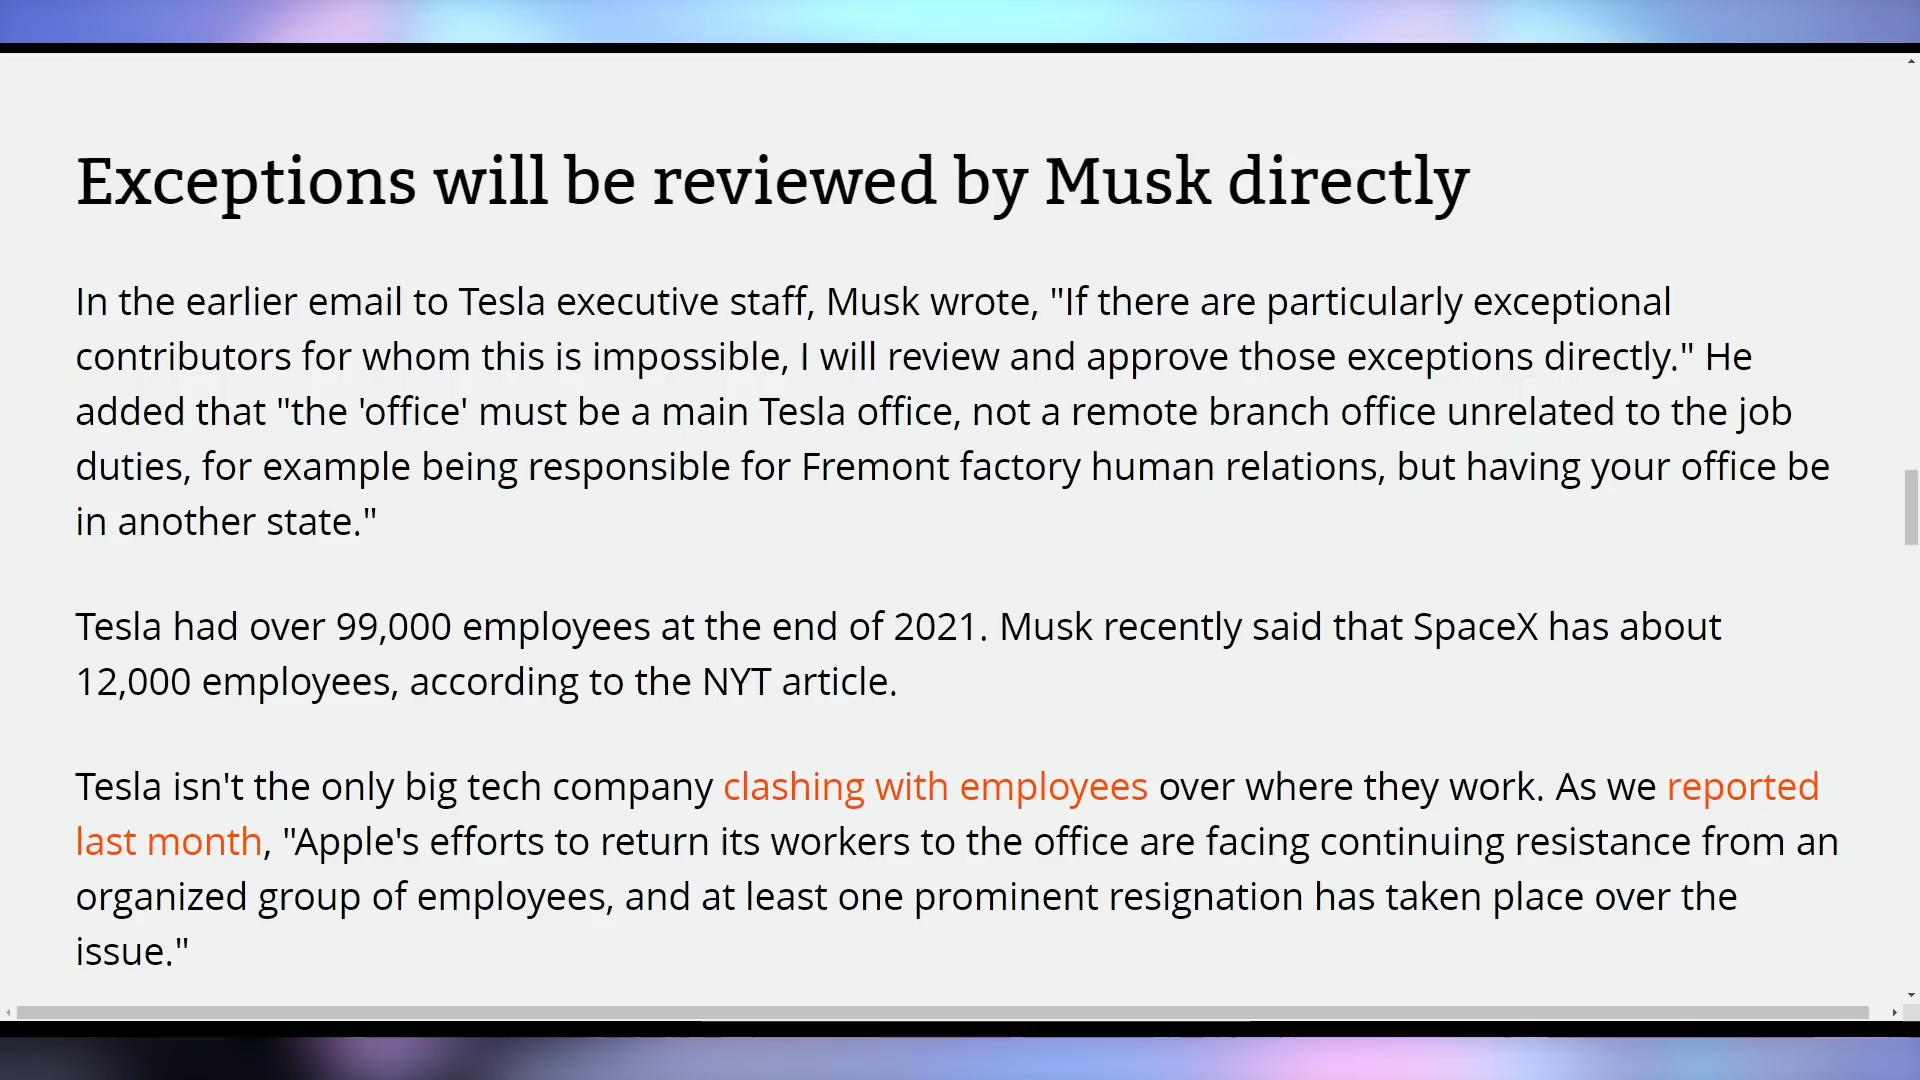 Exceptions will be reviewed by Musk directly
In the earlier email to Tesla executive staff, Musk wrote, "If there are particularly exceptional
contributors for whom this is impossible, I will review and approve those exceptions directly." He
added that "the 'office' must be a main Tesla office, not a remote branch office unrelated to the job
duties, for example being responsible for Fremont factory human relations, but having your office be
in another state."
Tesla had over 99,000 employees at the end of 2021. Musk recently said that SpaceX has about
12,000 employees, according to the NYT article.
Tesla isn't the only big tech company clashing with employees over where they work. As we reported
last month, "Apple's efforts to return its workers to the office are facing continuing resistance from an
organized group of employees, and at least one prominent resignation has taken place over the
issue."